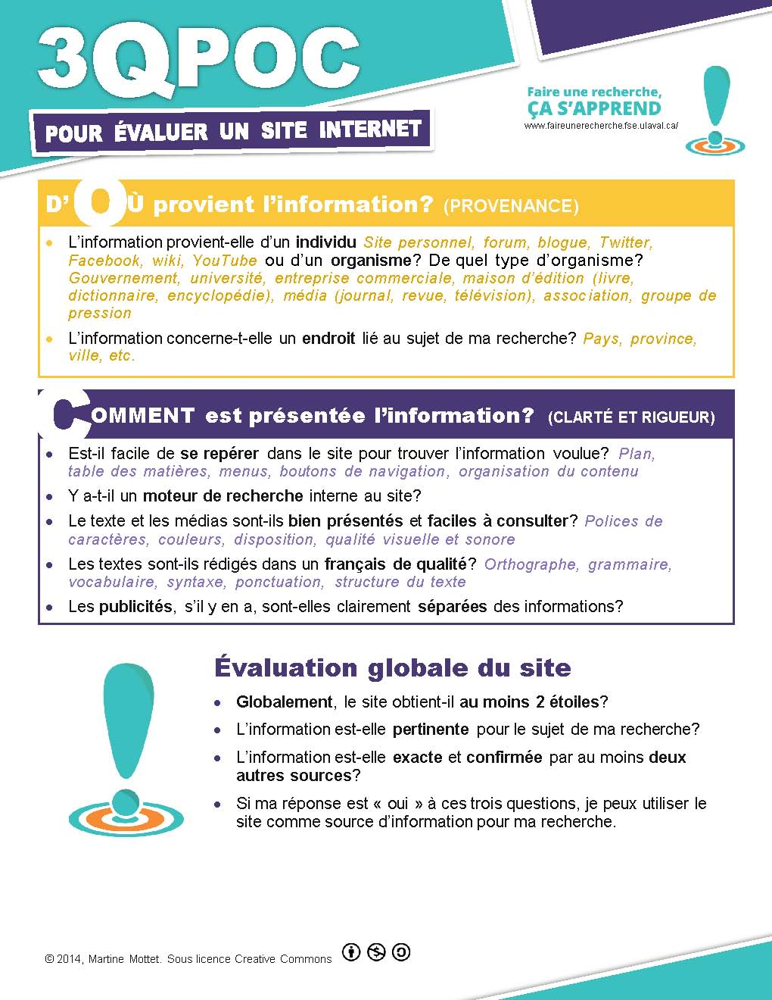 3QPOC
POUR ÉVALUER UN SITE INTERNET
Faire une recherche,
ÇA S'APPREND
www.faireunerecherche.fse.ulaval.ca/
D'OÙ provient l'information? (PROVENANCE)
• L'information provient-elle d'un individu Site personnel, forum, blogue, Twitter,
Facebook, wiki, YouTube ou d'un organisme? De quel type d'organisme?
Gouvernement, université, entreprise commerciale, maison d'édition (livre,
dictionnaire, encyclopédie), média (journal, revue, télévision), association, groupe de
pression
• L'information concerne-t-elle un endroit lié au sujet de ma recherche? Pays, province,
ville, etc.
COMMENT est présentée l'information? (CLARTÉ ET RIGUEUR)
• Est-il facile de se repérer dans le site pour trouver l'information voulue? Plan,
table des matières, menus, boutons de navigation, organisation du contenu
• Y a-t-il un moteur de recherche interne au site?
• Le texte et les médias sont-ils bien présentés et faciles à consulter? Polices de
caractères, couleurs, disposition, qualité visuelle et sonore
• Les textes sont-ils rédigés dans un français de qualité? Orthographe, grammaire,
vocabulaire, syntaxe, ponctuation, structure du texte
• Les publicités, s'il y en a, sont-elles clairement séparées des informations?
Évaluation globale du site
• Globalement, le site obtient-il au moins 2 étoiles?
• L'information est-elle pertinente pour le sujet de ma recherche?
• L'information est-elle exacte et confirmée par au moins deux
autres sources?
• Si ma réponse est « oui » à ces trois questions, je peux utiliser le
site comme source d'information pour ma recherche.
© 2014, Martine Mottet. Sous licence Creative Commons